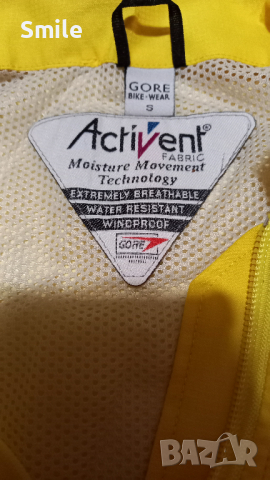 Smile
GORE
BIKE-WEAR
S
Activent®
FABRIC
Moisture Movement
Technology
EXTREMELY BREATHABLE
WATER RESISTANT
WINDPROOF
GORE
BAZAR